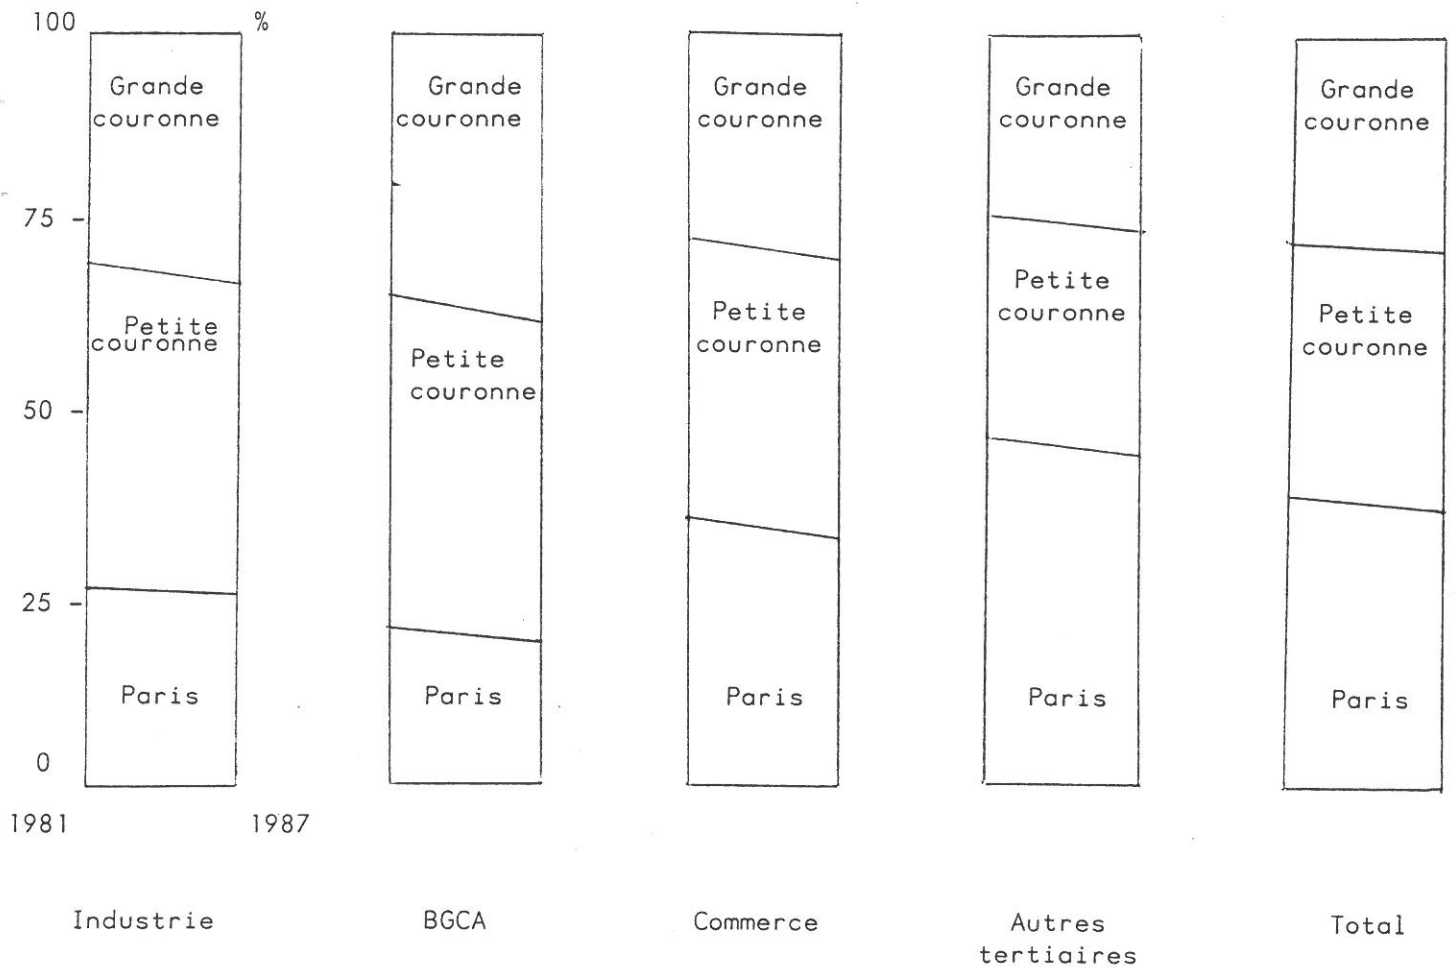 100 %
Grande
couronne
Grande
couronne
Grande
couronne
Grande
couronne
Grande
couronne
75
Petite
couronne
Petite
couronne
Petite
couronne
Petite
couronne
Petite
couronne
50
25
Paris
Paris
Paris
Paris
Paris
0
1981 1987
Industrie
BGCA
Commerce
Autres
tertiaires
Total